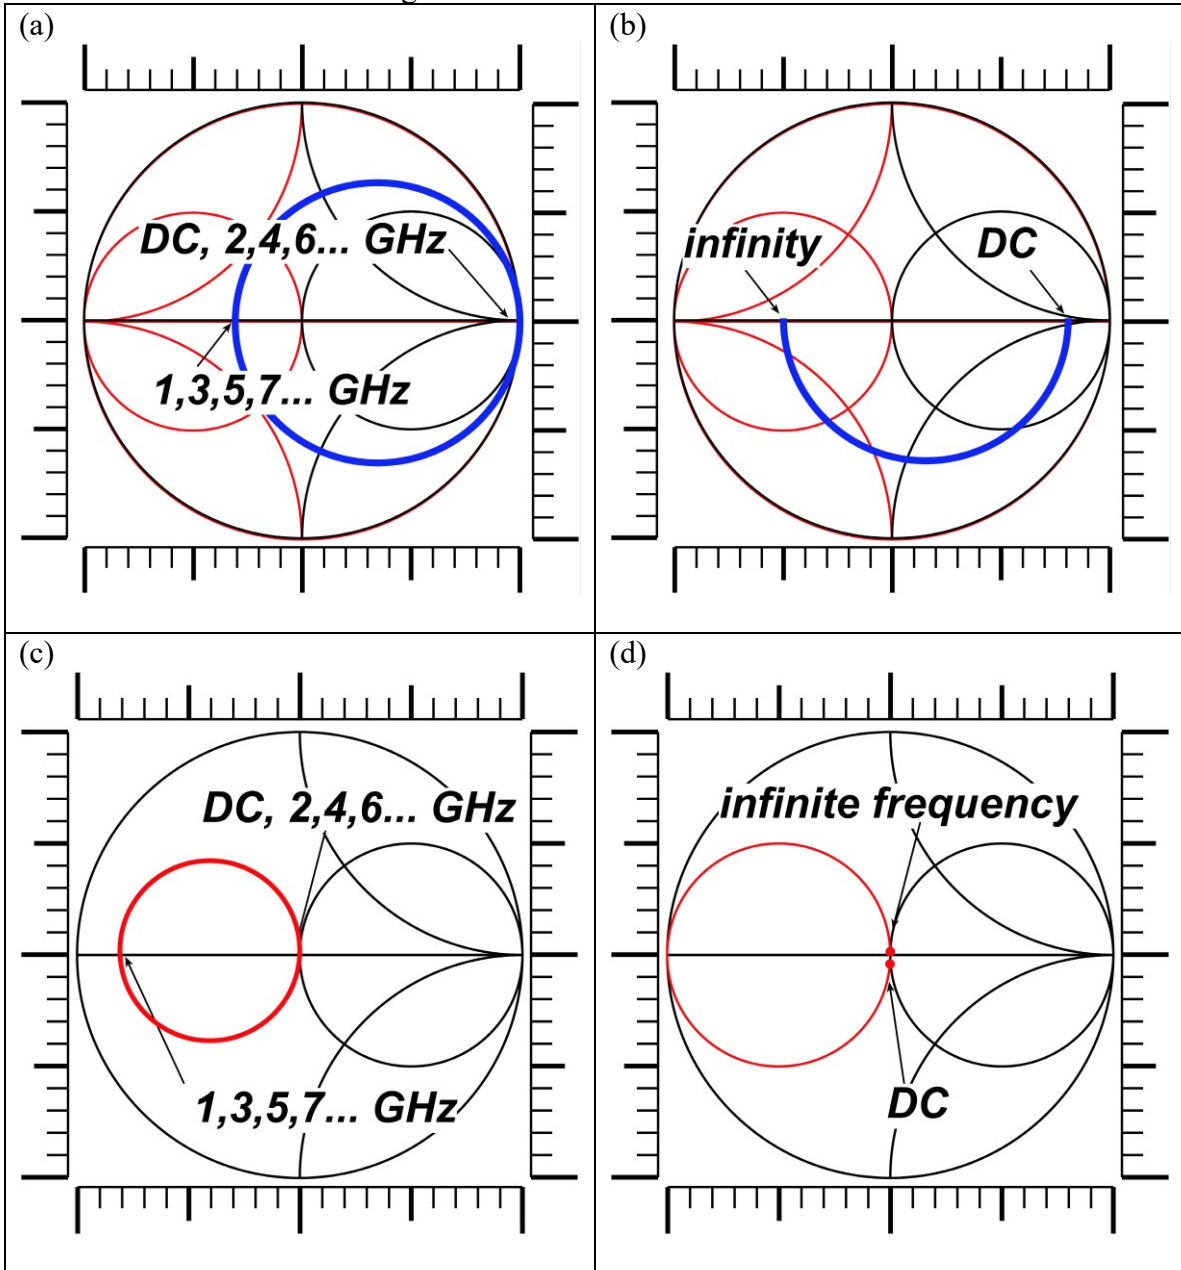 (a)
DC, 2,4,6... GHz
1,3,5,7... GHz
(b)
infinity
DC
(c)
DC, 2,4,6... GHz
1,3,5,7... GHz
(d)
infinite frequency
DC